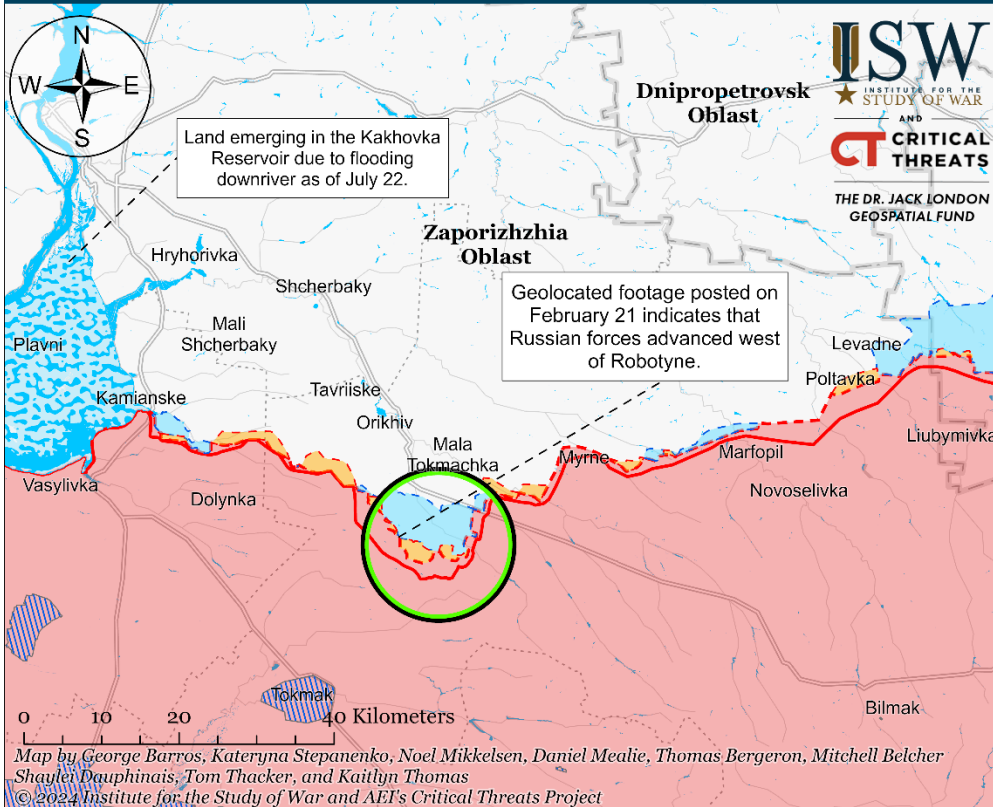 N
W
E
S
ISW
INSTITUTE FOR THE
STUDY OF WAR
AND
CT CRITICAL
THREATS
THE DR. JACK LONDON
GEOSPATIAL FUND
Dnipropetrovsk
Oblast
Land emerging in the Kakhovka
Reservoir due to flooding
downriver as of July 22.
Zaporizhzhia
Oblast
Hryhorivka
Shcherbaky
Geolocated footage posted on
February 21 indicates that
Russian forces advanced west
of Robotyne.
Mali
Shcherbaky
Plavni
Levadne
Poltavka
Tavriiske
Kamianske
Orikhiv
Liubymivka
Mala
Tokmachka
Myrne
Marfopil
Vasylivka
Dolynka
Novoselivka
Tokmak
Bilmak
0 10 20 40 Kilometers
Map by George Barros, Kateryna Stepanenko, Noel Mikkelsen, Daniel Mealie, Thomas Bergeron, Mitchell Belcher
Shaylei Dauphinais, Tom Thacker, and Kaitlyn Thomas
© 2024 Institute for the Study of War and AEI's Critical Threats Project